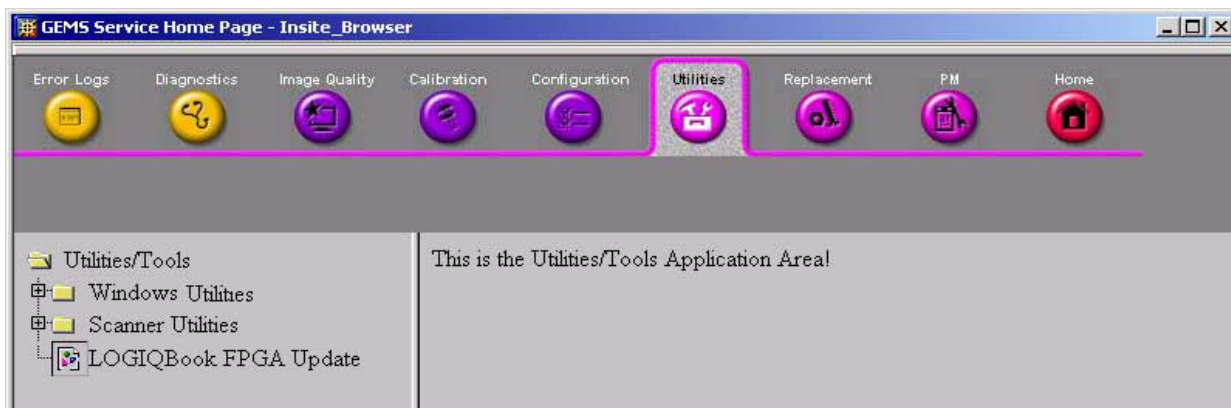 GEMS Service Home Page - Insite_Browser
Error Logs Diagnostics Image Quality Calibration Configuration Utilities Replacement PM Home
Utilities/Tools
Windows Utilities
Scanner Utilities
LOGIQBook FPGA Update
This is the Utilities/Tools Application Area!